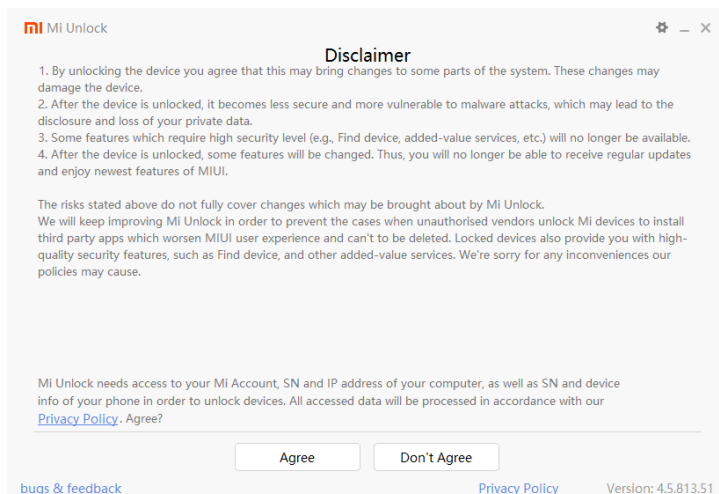 mi Mi Unlock
Disclaimer
1. By unlocking the device you agree that this may bring changes to some parts of the system. These changes may
damage the device.
2. After the device is unlocked, it becomes less secure and more vulnerable to malware attacks, which may lead to the
disclosure and loss of your private data.
3. Some features which require high security level (e.g., Find device, added-value services, etc.) will no longer be available.
4. After the device is unlocked, some features will be changed. Thus, you will no longer be able to receive regular updates
and enjoy newest features of MIUI.
The risks stated above do not fully cover changes which may be brought about by Mi Unlock.
We will keep improving Mi Unlock in order to prevent the cases when unauthorised vendors unlock Mi devices to install
third party apps which worsen MIUI user experience and can't to be deleted. Locked devices also provide you with high-
quality security features, such as Find device, and other added-value services. We're sorry for any inconveniences our
policies may cause.
Mi Unlock needs access to your Mi Account, SN and IP address of your computer, as well as SN and device
info of your phone in order to unlock devices. All accessed data will be processed in accordance with our
Privacy Policy. Agree?
Agree Don't Agree
bugs & feedback Privacy Policy Version: 4.5.813.51